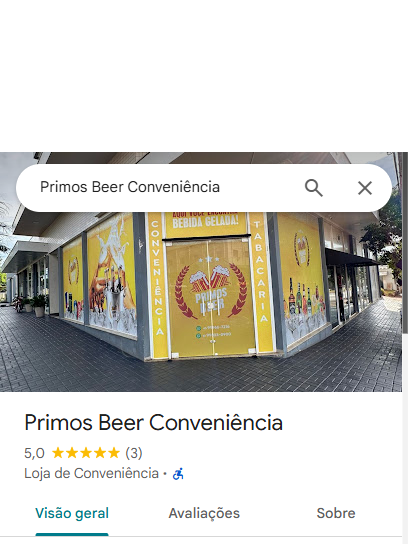 Primos Beer Conveniência
AQUI VOCÊ ENCONTRA
BEBIDA GELADA!
CONVENIÊNCIA
TABACARIA
PRIMOS
BEER
Primos Beer Conveniência
5,0 ★★★★★ (3)
Loja de Conveniência ·
Visão geral
Avaliações
Sobre